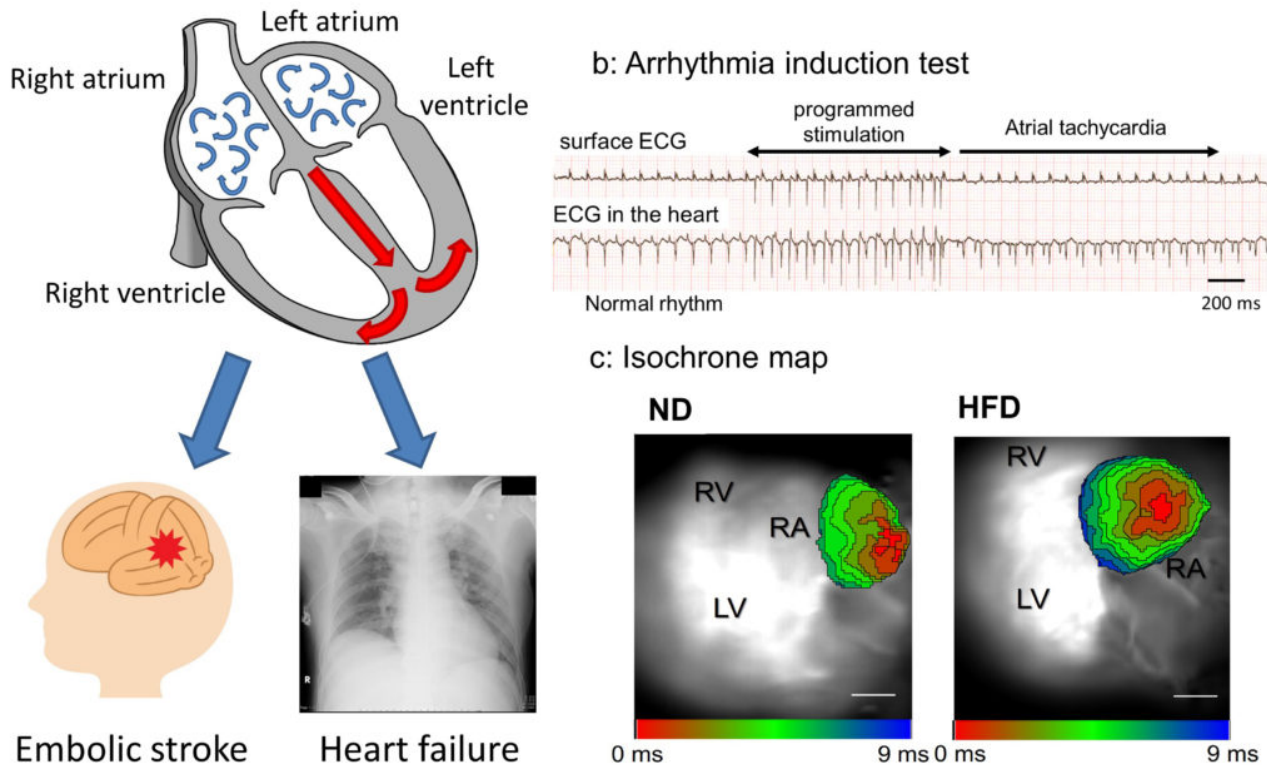 Left atrium
Right atrium
Left
ventricle
Right ventricle
Embolic stroke
R
Heart failure
b: Arrhythmia induction test
programmed
stimulation
Atrial tachycardia
surface ECG
ECG in the heart
Normal rhythm
200 ms
c: Isochrone map
ND
RV
RA
LV
0 ms
9 ms
HFD
RV
RA
LV
0 ms
9 ms